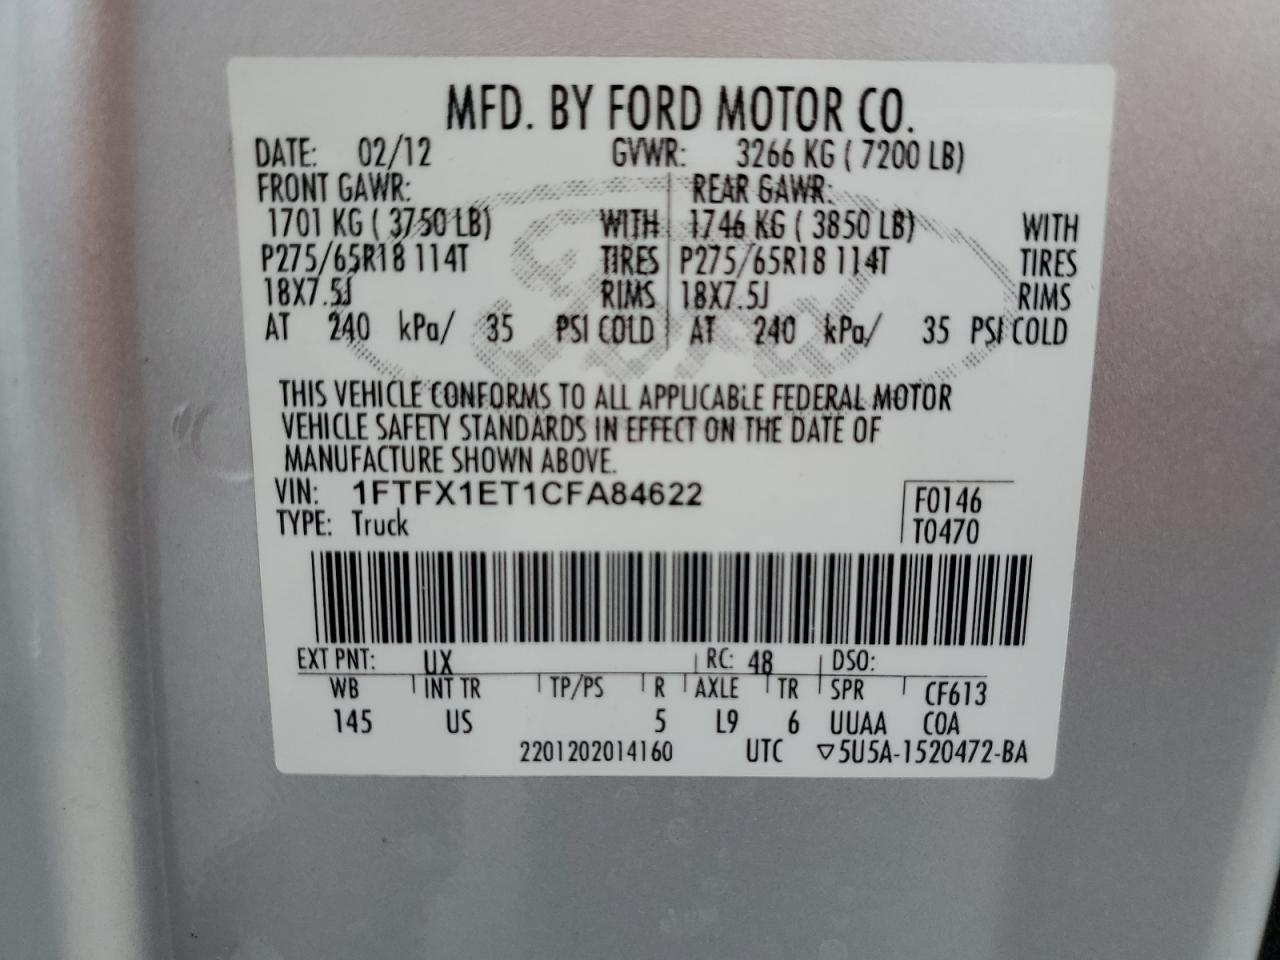 MFD. BY FORD MOTOR CO.
DATE: 02/12 GVWR: 3266 KG ( 7200 LB)
FRONT GAWR: REAR GAWR:
1701 KG ( 3750 LB) WITH 1746 KG ( 3850 LB) WITH
P275/65R18 114T TIRES P275/65R18 114T TIRES
18X7.5J RIMS 18X7.5J RIMS
AT 240 kPa/ 35 PSI COLD AT 240 kPa/ 35 PSI COLD
Ford
THIS VEHICLE CONFORMS TO ALL APPLICABLE FEDERAL MOTOR
VEHICLE SAFETY STANDARDS IN EFFECT ON THE DATE OF
MANUFACTURE SHOWN ABOVE.
VIN: 1FTFX1ET1CFA84622 F0146
TYPE: Truck T0470
EXT PNT: UX RC: 48 DSO:
WB INT TR TP/PS R AXLE TR SPR CF613
145 US 5 L9 6 UUAA COA
2201202014160 UTC ▽5U5A-1520472-BA